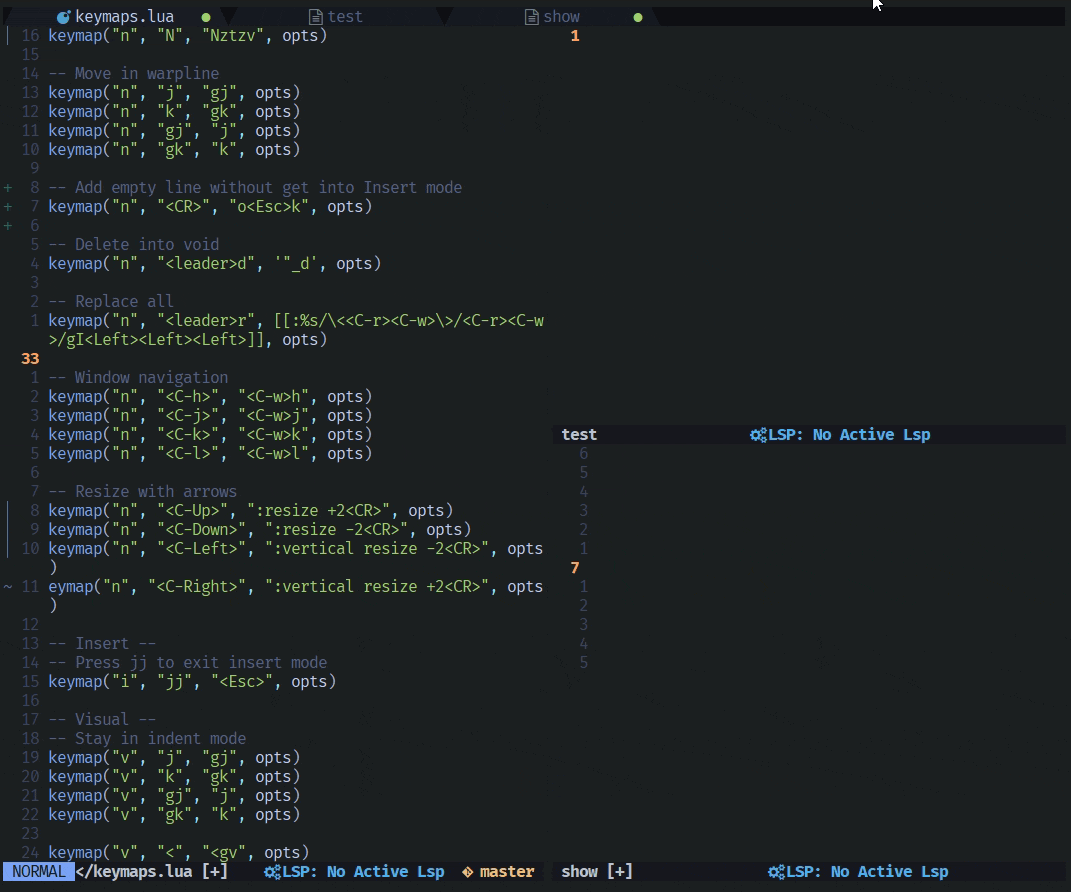 keymaps.lua ● test show ●
16 keymap("n", "N", "Nztzv", opts)
15
14 -- Move in warpline
13 keymap("n", "j", "gj", opts)
12 keymap("n", "k", "gk", opts)
11 keymap("n", "gj", "j", opts)
10 keymap("n", "gk", "k", opts)
9
+ 8 -- Add empty line without get into Insert mode
+ 7 keymap("n", "<CR>", "o<Esc>k", opts)
+ 6
5 -- Delete into void
4 keymap("n", "<leader>d", '"_d', opts)
3
2 -- Replace all
1 keymap("n", "<leader>r", [[:%s/\<<C-r><C-w>\>/<C-r><C-w
>/gI<Left><Left><Left>]], opts)
33
1 -- Window navigation
2 keymap("n", "<C-h>", "<C-w>h", opts)
3 keymap("n", "<C-j>", "<C-w>j", opts)
4 keymap("n", "<C-k>", "<C-w>k", opts)
5 keymap("n", "<C-l>", "<C-w>l", opts)
6
7 -- Resize with arrows
8 keymap("n", "<C-Up>", ":resize +2<CR>", opts)
9 keymap("n", "<C-Down>", ":resize -2<CR>", opts)
10 keymap("n", "<C-Left>", ":vertical resize -2<CR>", opts
)
~ 11 eymap("n", "<C-Right>", ":vertical resize +2<CR>", opts
)
12
13 -- Insert --
14 -- Press jj to exit insert mode
15 keymap("i", "jj", "<Esc>", opts)
16
17 -- Visual --
18 -- Stay in indent mode
19 keymap("v", "j", "gj", opts)
20 keymap("v", "k", "gk", opts)
21 keymap("v", "gj", "j", opts)
22 keymap("v", "gk", "k", opts)
23
24 keymap("v", "<", "<gv", opts)
NORMAL </keymaps.lua [+] LSP: No Active Lsp master
1
test LSP: No Active Lsp
6
5
4
3
2
1
7
1
2
3
4
5
show [+] LSP: No Active Lsp